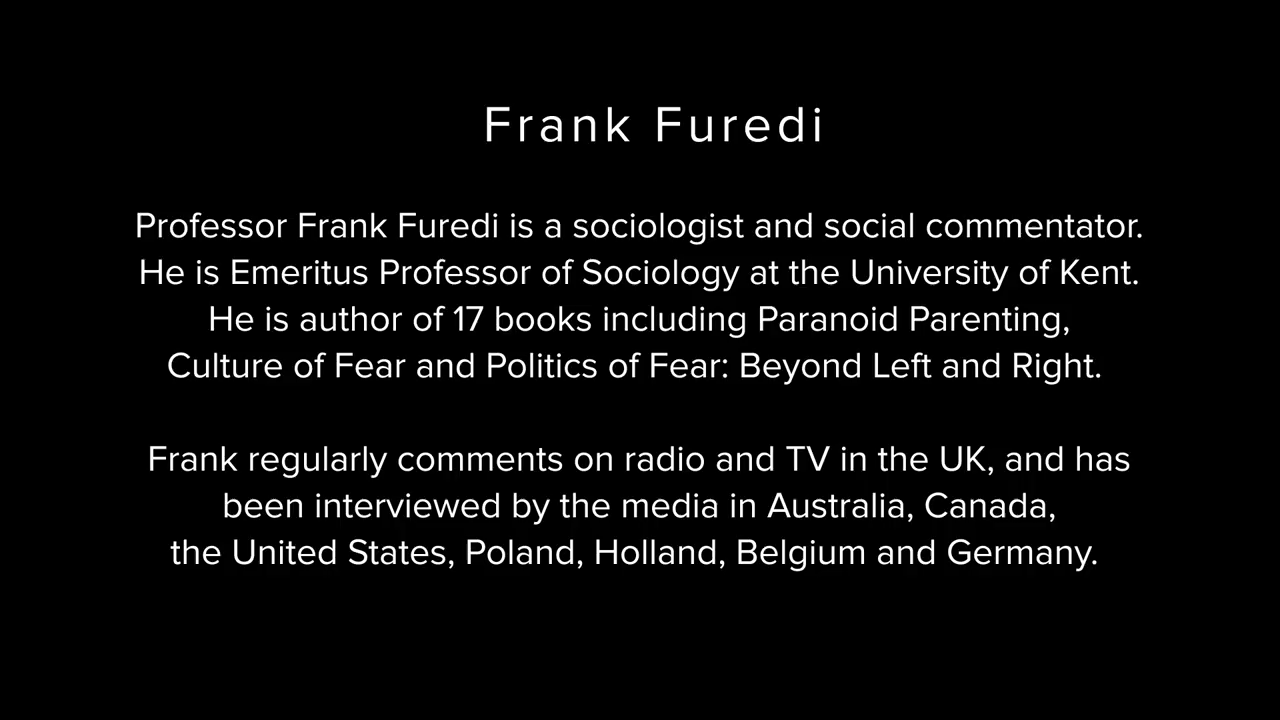 Frank Furedi
Professor Frank Furedi is a sociologist and social commentator.
He is Emeritus Professor of Sociology at the University of Kent.
He is author of 17 books including Paranoid Parenting,
Culture of Fear and Politics of Fear: Beyond Left and Right.
Frank regularly comments on radio and TV in the UK, and has
been interviewed by the media in Australia, Canada,
the United States, Poland, Holland, Belgium and Germany.